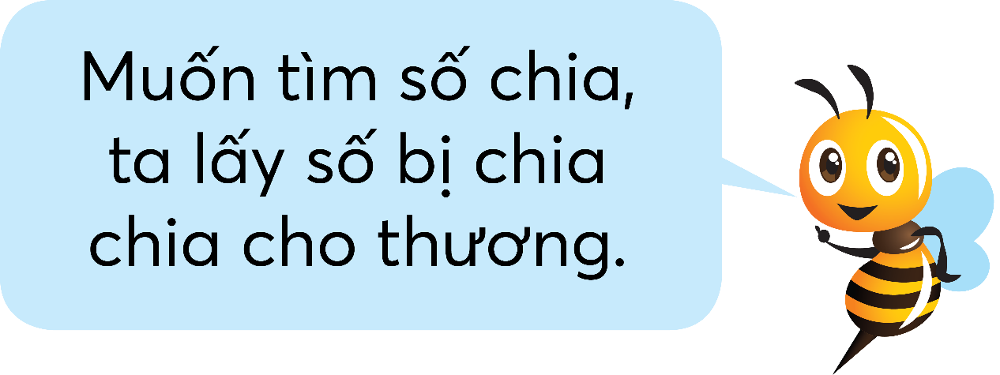 Muốn tìm số chia,
ta lấy số bị chia
chia cho thương.